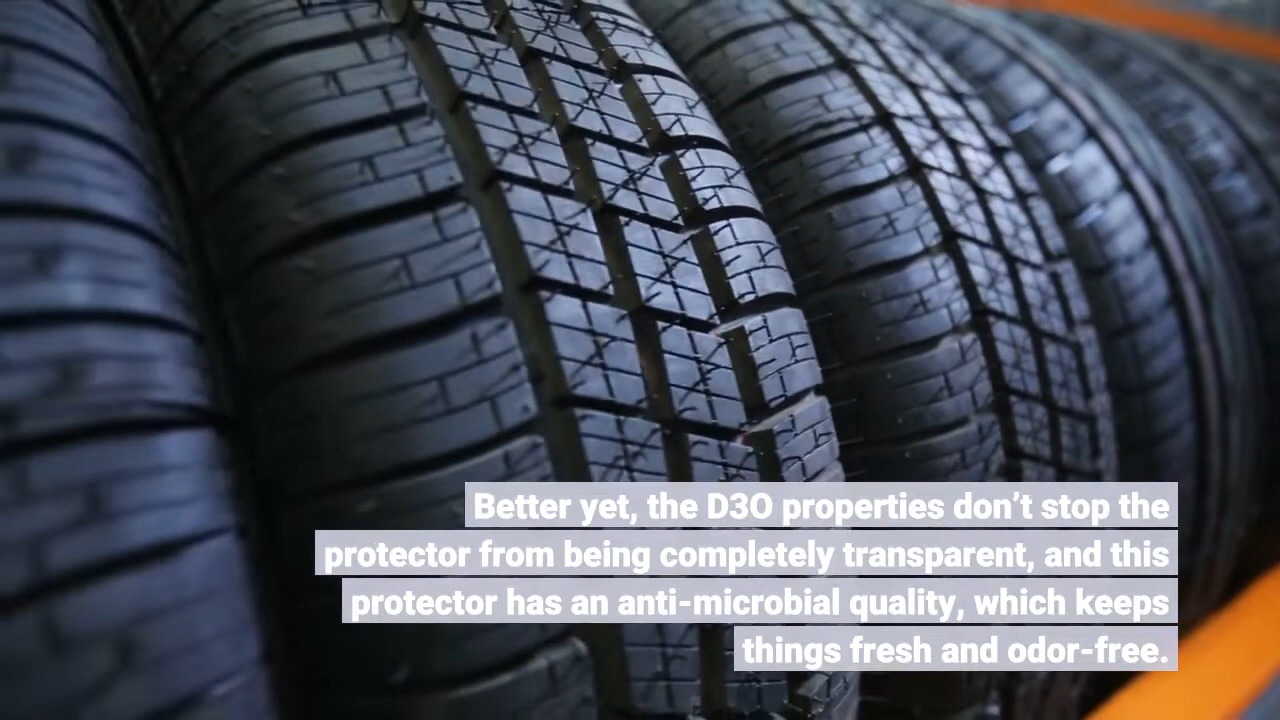 Better yet, the D3O properties don’t stop the
protector from being completely transparent, and this
protector has an anti-microbial quality, which keeps
things fresh and odor-free.